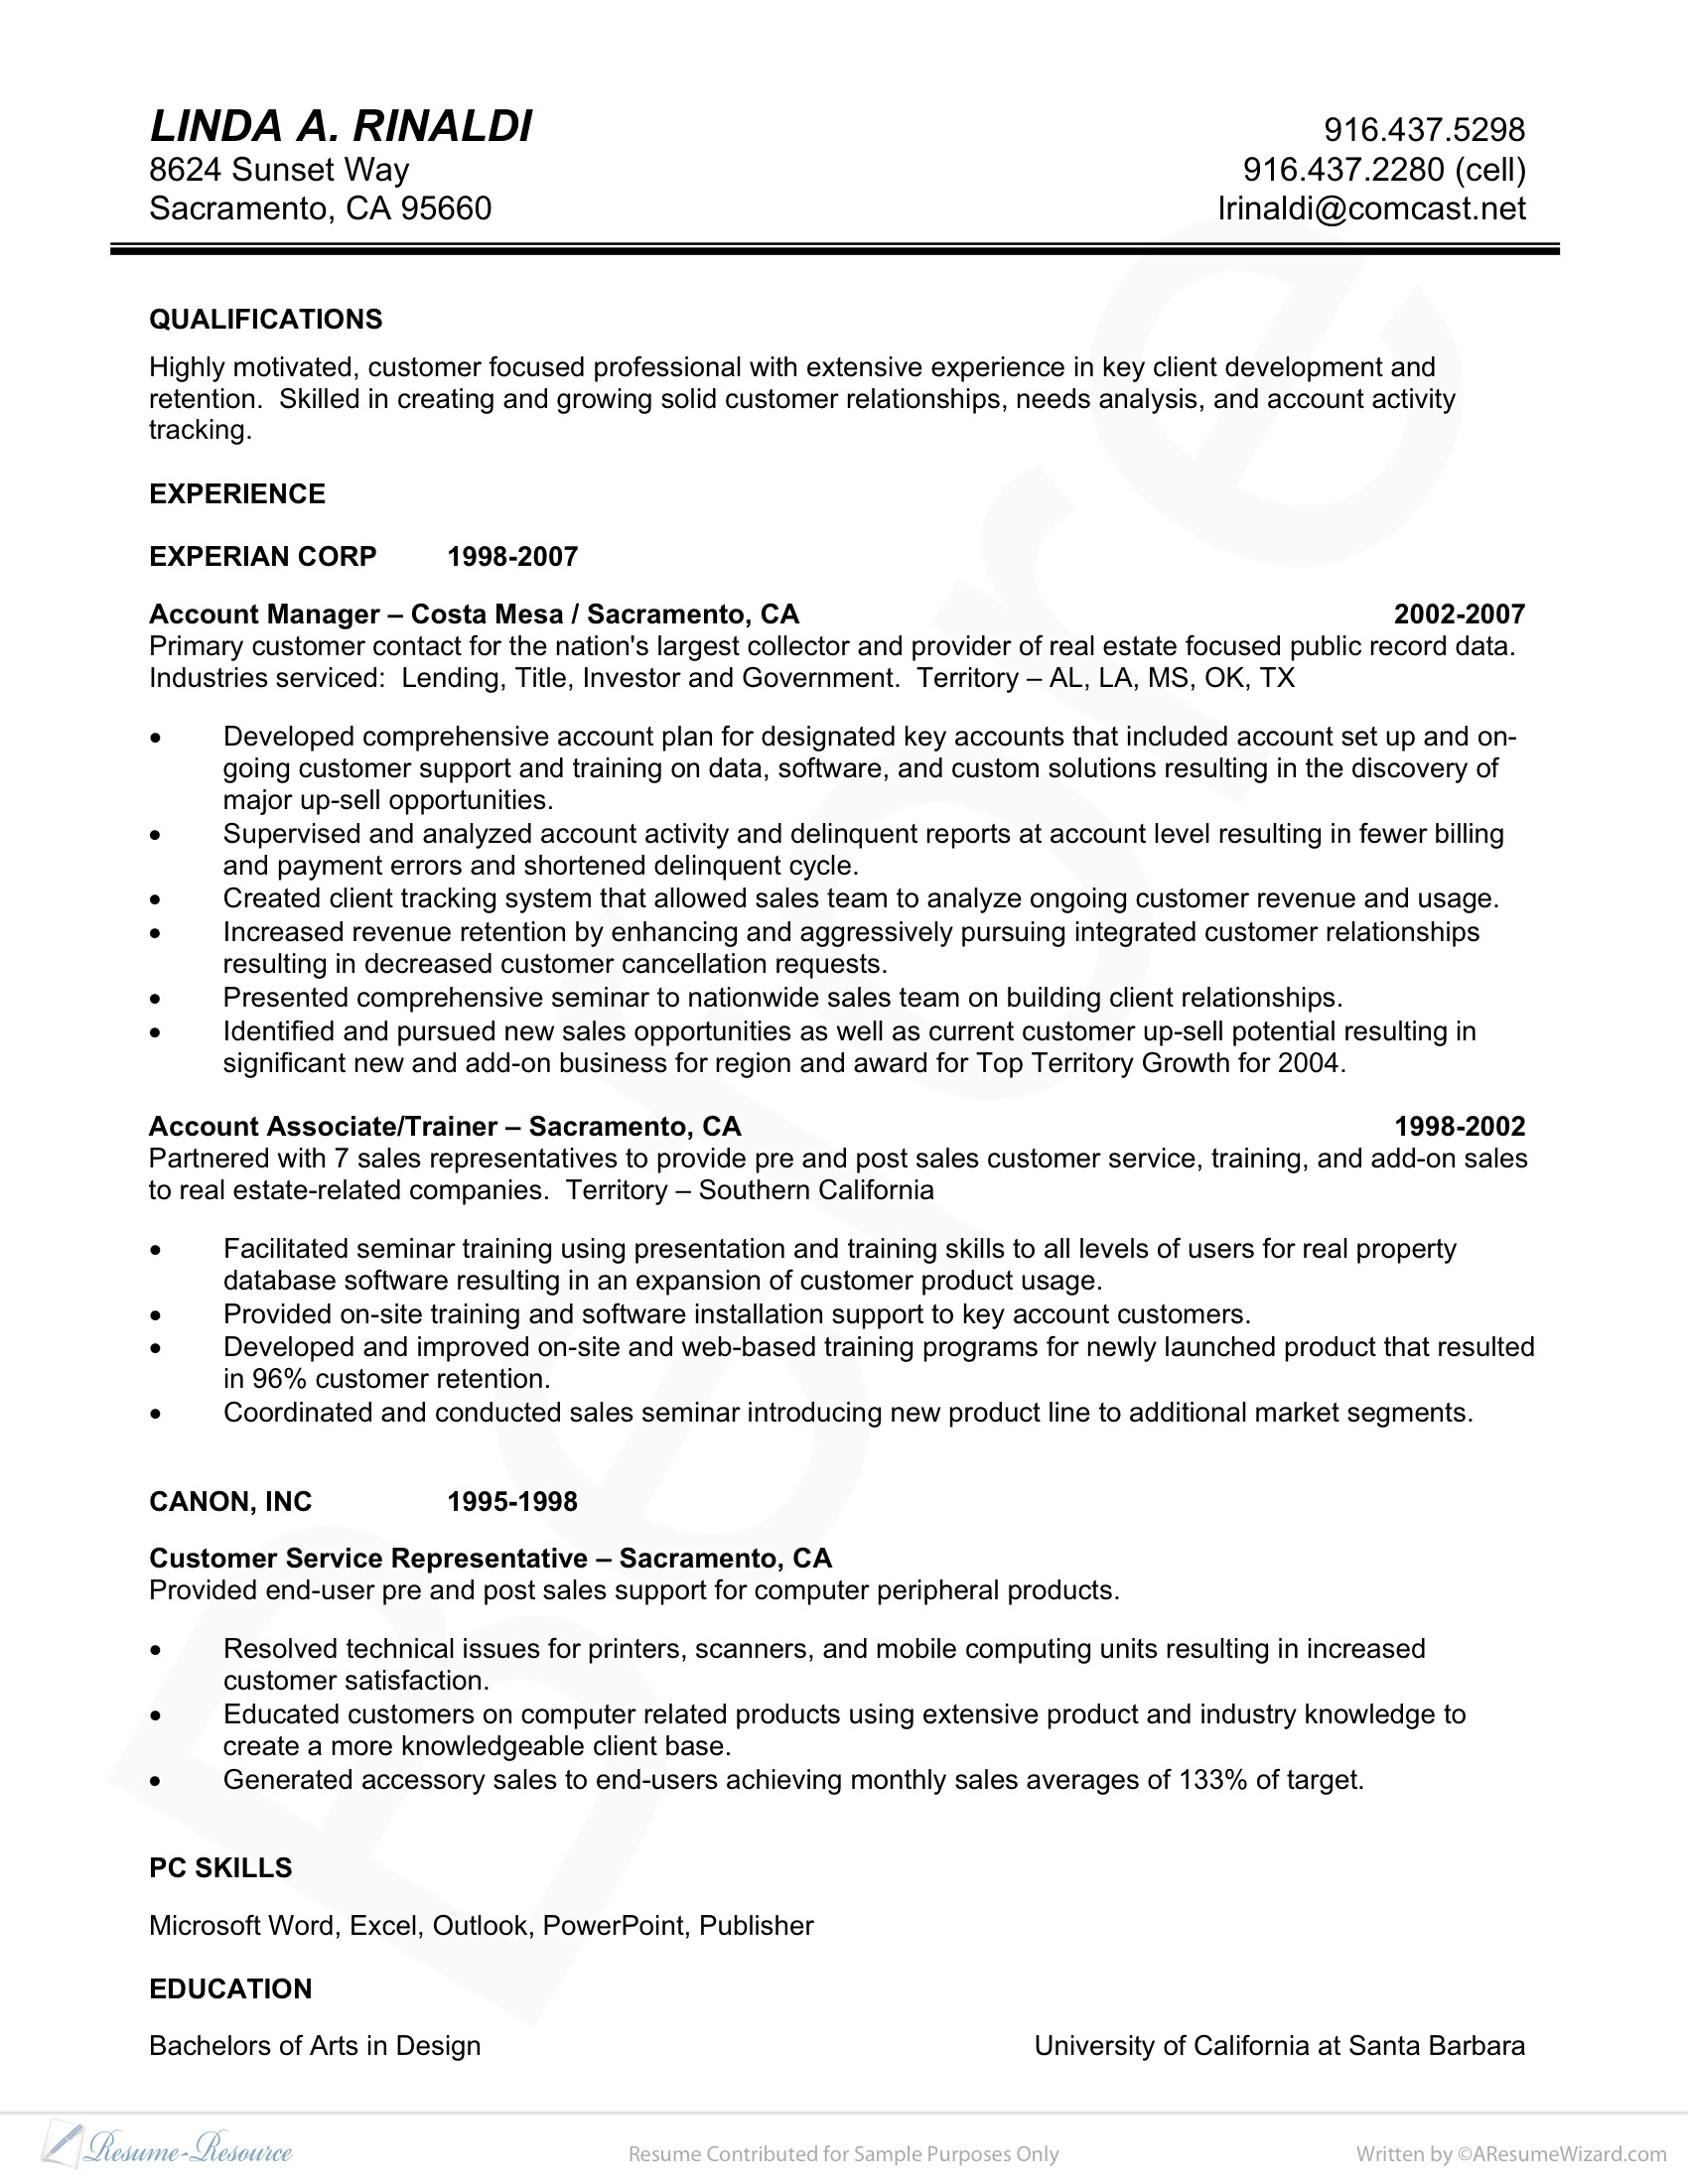 LINDA A. RINALDI
916.437.5298
8624 Sunset Way
916.437.2280 (cell)
Sacramento, CA 95660
lrinaldi@comcast.net
QUALIFICATIONS
Highly motivated, customer focused professional with extensive experience in key client development and
retention.  Skilled in creating and growing solid customer relationships, needs analysis, and account activity
tracking.
EXPERIENCE
EXPERIAN CORP 1998-2007
Account Manager – Costa Mesa / Sacramento, CA 2002-2007
Primary customer contact for the nation's largest collector and provider of real estate focused public record data.
Industries serviced:  Lending, Title, Investor and Government.  Territory – AL, LA, MS, OK, TX
• Developed comprehensive account plan for designated key accounts that included account set up and on-
going customer support and training on data, software, and custom solutions resulting in the discovery of
major up-sell opportunities.
• Supervised and analyzed account activity and delinquent reports at account level resulting in fewer billing
and payment errors and shortened delinquent cycle.
• Created client tracking system that allowed sales team to analyze ongoing customer revenue and usage.
• Increased revenue retention by enhancing and aggressively pursuing integrated customer relationships
resulting in decreased customer cancellation requests.
• Presented comprehensive seminar to nationwide sales team on building client relationships.
• Identified and pursued new sales opportunities as well as current customer up-sell potential resulting in
significant new and add-on business for region and award for Top Territory Growth for 2004.
Account Associate/Trainer – Sacramento, CA 1998-2002
Partnered with 7 sales representatives to provide pre and post sales customer service, training, and add-on sales
to real estate-related companies.  Territory – Southern California
• Facilitated seminar training using presentation and training skills to all levels of users for real property
database software resulting in an expansion of customer product usage.
• Provided on-site training and software installation support to key account customers.
• Developed and improved on-site and web-based training programs for newly launched product that resulted
in 96% customer retention.
• Coordinated and conducted sales seminar introducing new product line to additional market segments.
CANON, INC 1995-1998
Customer Service Representative – Sacramento, CA
Provided end-user pre and post sales support for computer peripheral products.
• Resolved technical issues for printers, scanners, and mobile computing units resulting in increased
customer satisfaction.
• Educated customers on computer related products using extensive product and industry knowledge to
create a more knowledgeable client base.
• Generated accessory sales to end-users achieving monthly sales averages of 133% of target.
PC SKILLS
Microsoft Word, Excel, Outlook, PowerPoint, Publisher
EDUCATION
Bachelors of Arts in Design University of California at Santa Barbara
Before
Resume-Resource
Resume Contributed for Sample Purposes Only
Written by ©AResumeWizard.com